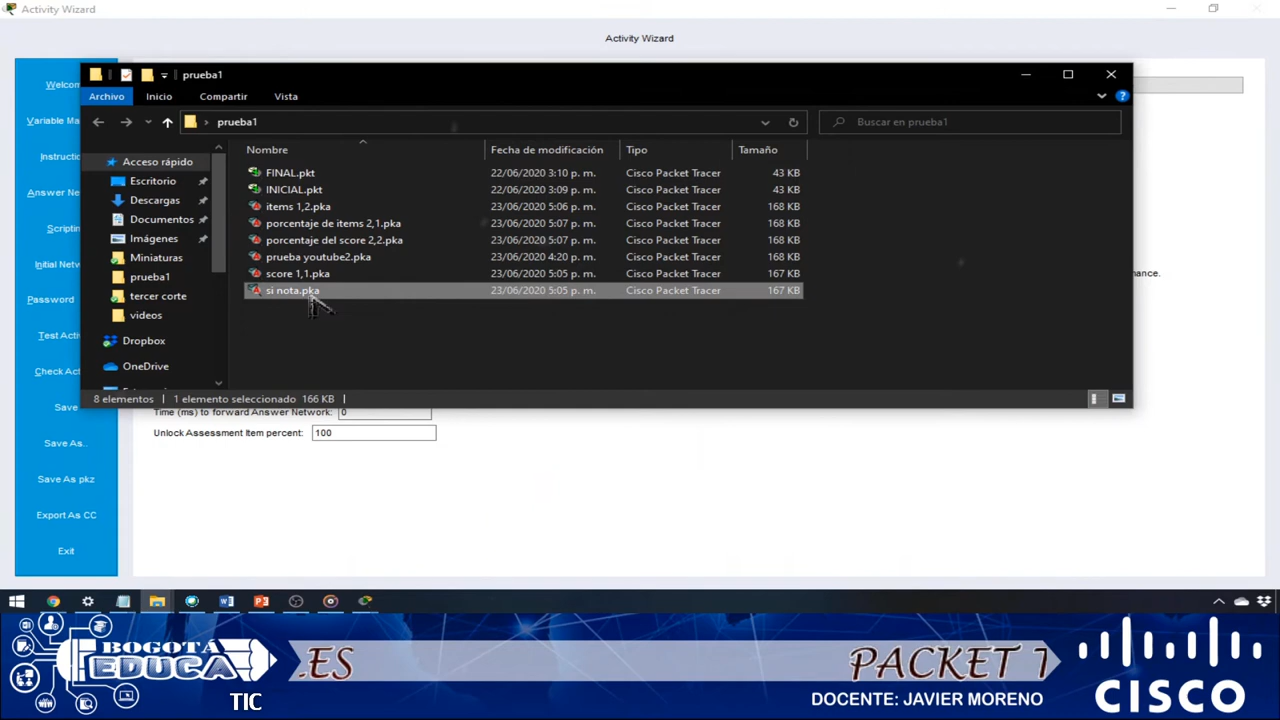 Activity Wizard
Activity Wizard
Welcom
Variable Ma
Instructi
Answer Net
Scripting
Initial Netw
Password
Test Activ
Check Act
Save
Save As..
Save As pkz
Export As CC
Exit
prueba1
Archivo Inicio Compartir Vista
prueba1
Buscar en prueba1
Nombre Fecha de modificación Tipo Tamaño
Acceso rápido
Escritorio
Descargas
Documentos
Imágenes
Miniaturas
prueba1
tercer corte
videos
Dropbox
OneDrive
FINAL.pkt 22/06/2020 3:10 p. m. Cisco Packet Tracer 43 KB
INICIAL.pkt 22/06/2020 3:09 p. m. Cisco Packet Tracer 43 KB
items 1,2.pka 23/06/2020 5:06 p. m. Cisco Packet Tracer 168 KB
porcentaje de items 2,1.pka 23/06/2020 5:07 p. m. Cisco Packet Tracer 168 KB
porcentaje del score 2,2.pka 23/06/2020 5:07 p. m. Cisco Packet Tracer 168 KB
prueba youtube2.pka 23/06/2020 4:20 p. m. Cisco Packet Tracer 168 KB
score 1,1.pka 23/06/2020 5:05 p. m. Cisco Packet Tracer 167 KB
si nota.pka 23/06/2020 5:05 p. m. Cisco Packet Tracer 167 KB
8 elementos 1 elemento seleccionado 166 KB
mance.
Time (ms) to forward Answer Network: 0
Unlock Assessment Item percent: 100
BOGOTÁ
EDUCA
TIC
.ES PACKET T
DOCENTE: JAVIER MORENO
CISCO